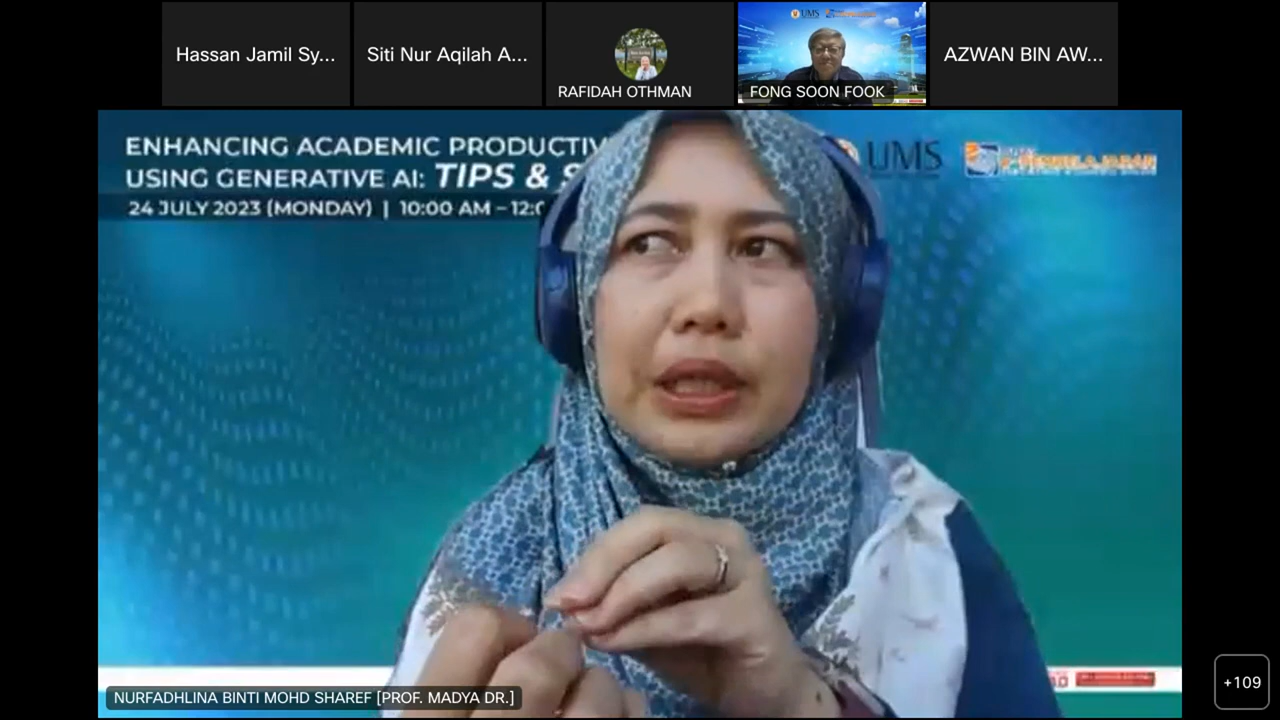 Hassan Jamil Sy...
Siti Nur Aqilah A...
RAFIDAH OTHMAN
UMS
FONG SOON FOOK
AZWAN BIN AW...
ENHANCING ACADEMIC PRODUCTIV
USING GENERATIVE AI: TIPS & S
24 JULY 2023 (MONDAY) | 10:00 AM – 12:0
UMS
E-PEMBELAJARAN
NURFADHLINA BINTI MOHD SHAREF [PROF. MADYA DR.]
+109